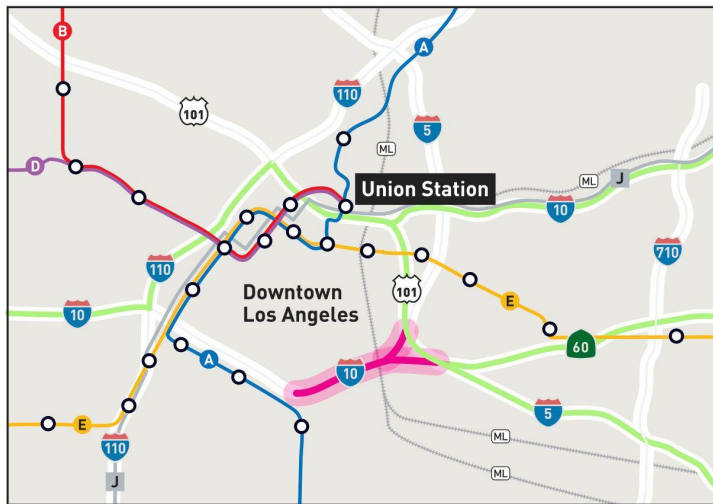 B
A
110
101
5
ML
D
Union Station
ML
J
10
110
710
101
10
Downtown
Los Angeles
E
60
A
10
5
E
110
ML
J
ML